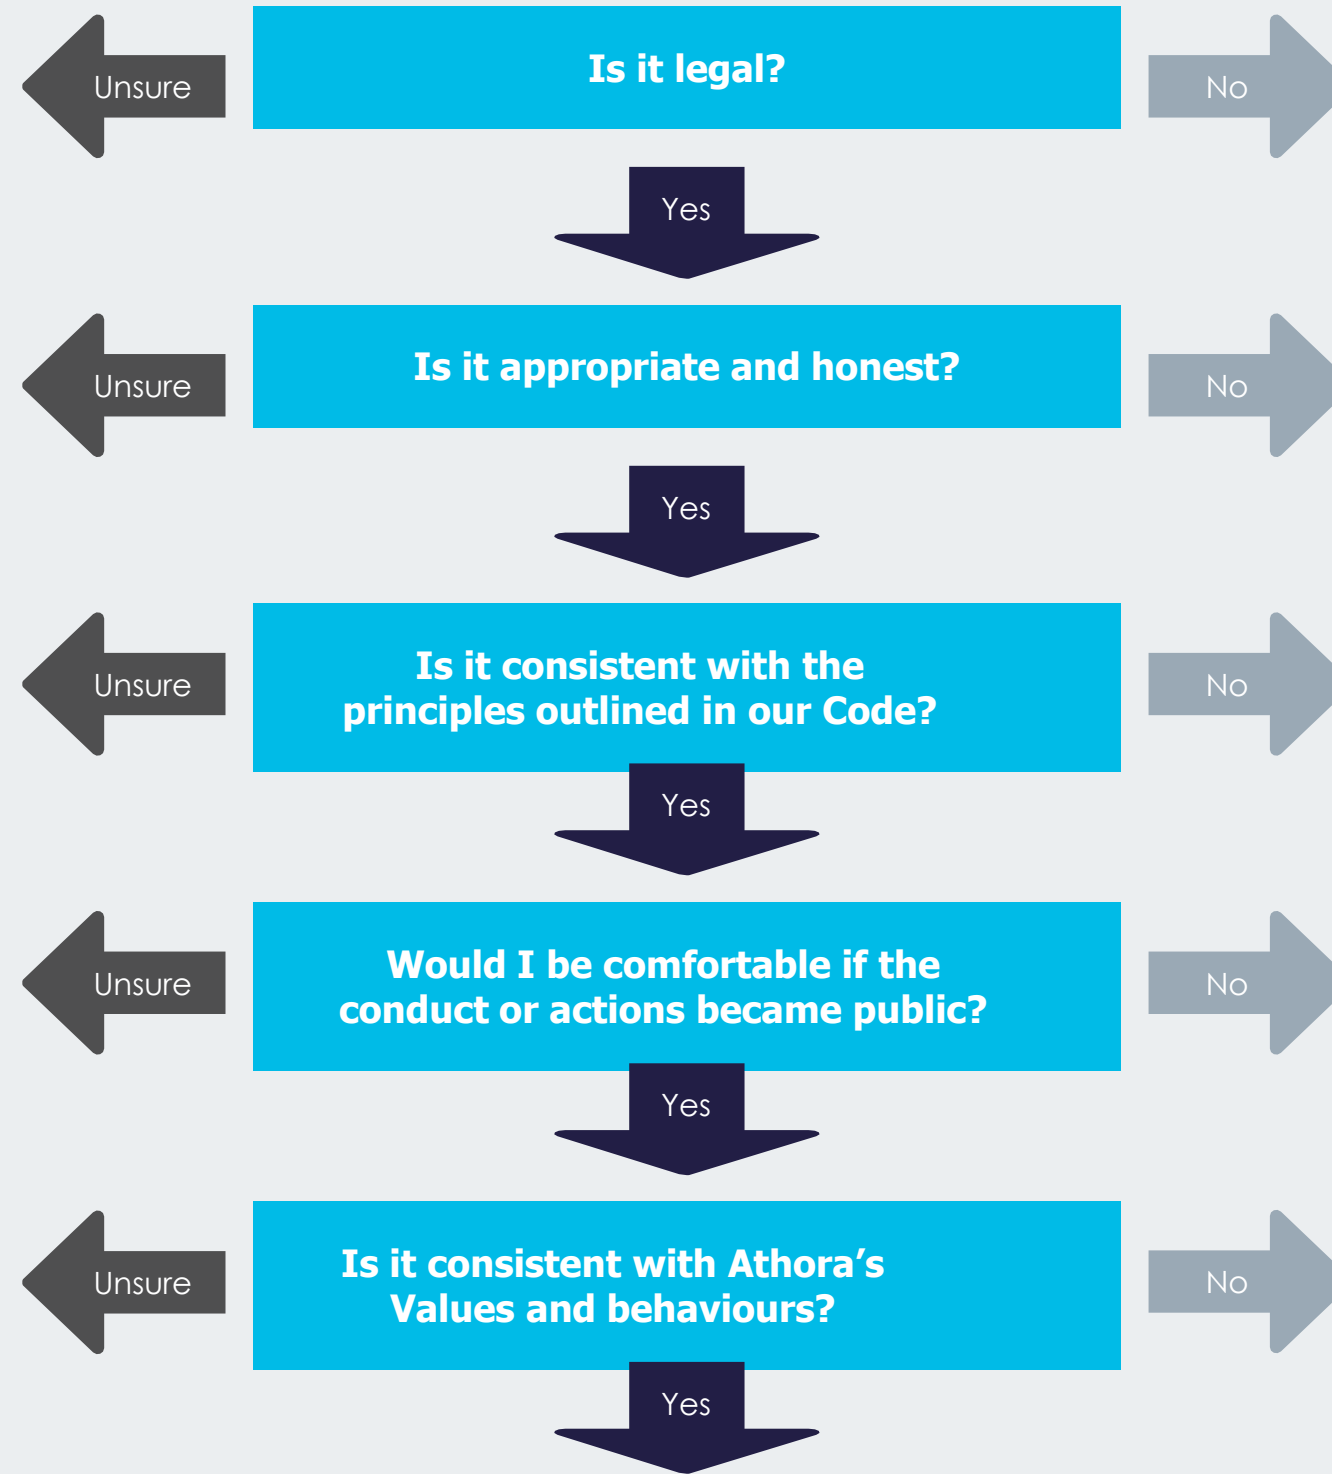 Unsure
Is it legal?
No
Yes
Unsure
Is it appropriate and honest?
No
Yes
Unsure
Is it consistent with the
principles outlined in our Code?
No
Yes
Unsure
Would I be comfortable if the
conduct or actions became public?
No
Yes
Unsure
Is it consistent with Athora’s
Values and behaviours?
No
Yes